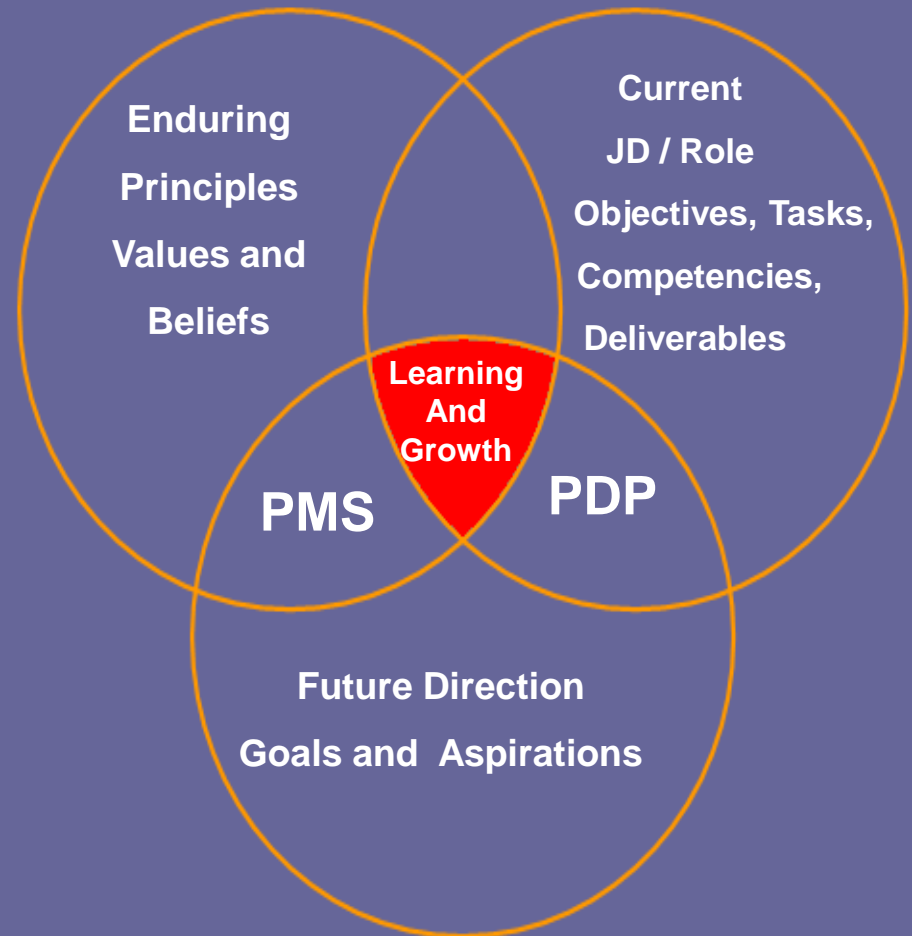 Enduring
Principles
Values and
Beliefs
Current
JD / Role
Objectives, Tasks,
Competencies,
Deliverables
Learning
And
Growth
PMS
PDP
Future Direction
Goals and Aspirations